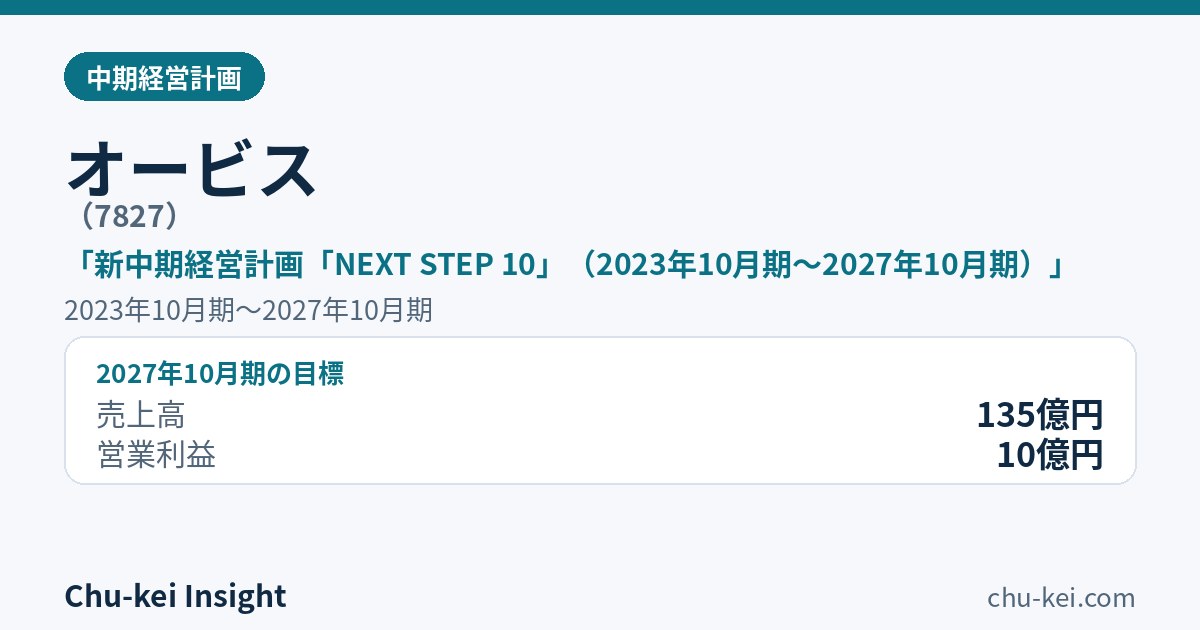 中期経営計画
オービス
（7827）
「新中期経営計画「NEXT STEP 10」（2023年10月期～2027年10月期）」
2023年10月期～2027年10月期
2027年10月期の目標
売上高 135億円
営業利益 10億円
Chu-kei Insight chu-kei.com